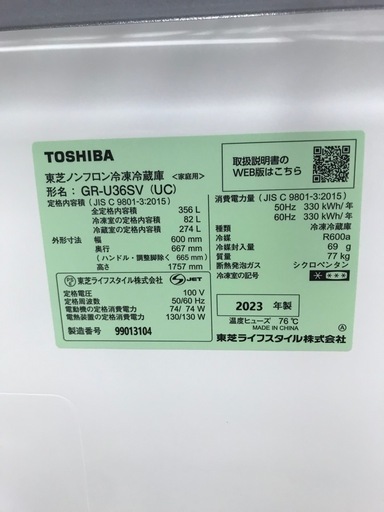 TOSHIBA
東芝ノンフロン冷凍冷蔵庫 <家庭用>
形名: GR-U36SV (UC)
定格内容積 (JIS C 9801-3:2015)
全定格内容積 356 L
冷凍室の定格内容積 82 L
冷蔵室の定格内容積 274 L
外形寸法 幅 600 mm
奥行 667 mm
(ハンドル・調整脚除く 665 mm)
高さ 1757 mm
東芝ライフスタイル株式会社
JET
定格電圧 100 V
定格周波数 50/60 Hz
電動機の定格消費電力 74/ 74 W
電熱装置の定格消費電力 130/130 W
製造番号 99013104
取扱説明書の
WEB版はこちら
消費電力量 (JIS C 9801-3:2015)
50Hz 330 kWh/年
60Hz 330 kWh/年
種類 冷凍冷蔵庫
冷媒 R600a
冷媒封入量 69 g
質量 77 kg
断熱発泡ガス シクロペンタン
冷凍室の記号
2023 年製
温度ヒューズ 76℃
MADE IN CHINA
Ⓐ
東芝ライフスタイル株式会社